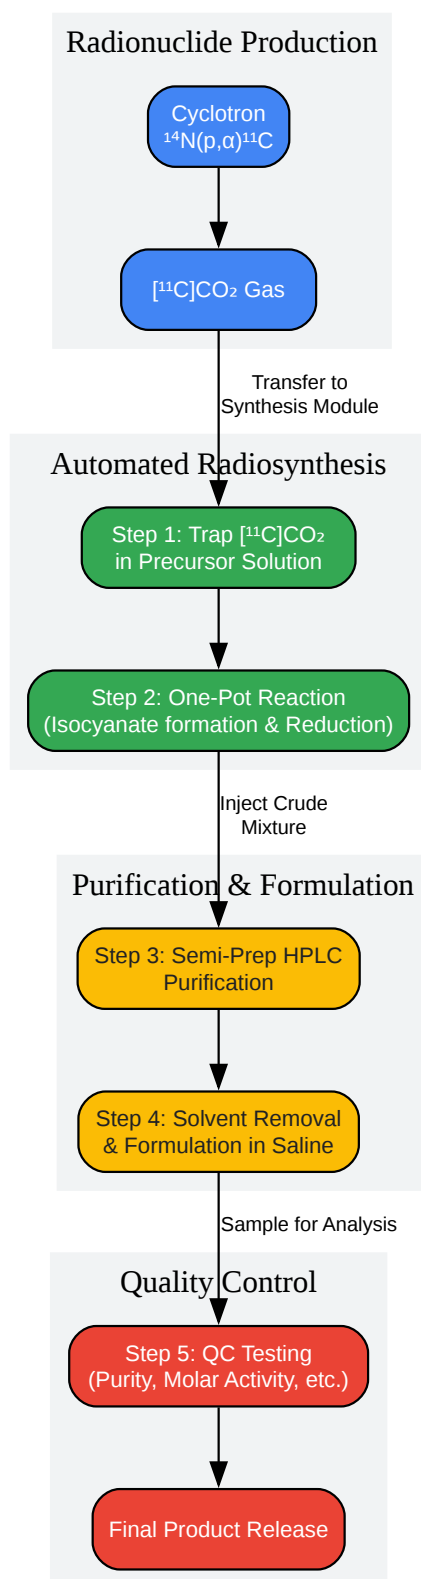 Radionuclide Production
Cyclotron
¹⁴N(p,α)¹¹C
[¹¹C]CO₂ Gas
Transfer to
Synthesis Module
Automated Radiosynthesis
Step 1: Trap [¹¹C]CO₂
in Precursor Solution
Step 2: One-Pot Reaction
(Isocyanate formation & Reduction)
Inject Crude
Mixture
Purification & Formulation
Step 3: Semi-Prep HPLC
Purification
Step 4: Solvent Removal
& Formulation in Saline
Sample for Analysis
Quality Control
Step 5: QC Testing
(Purity, Molar Activity, etc.)
Final Product Release